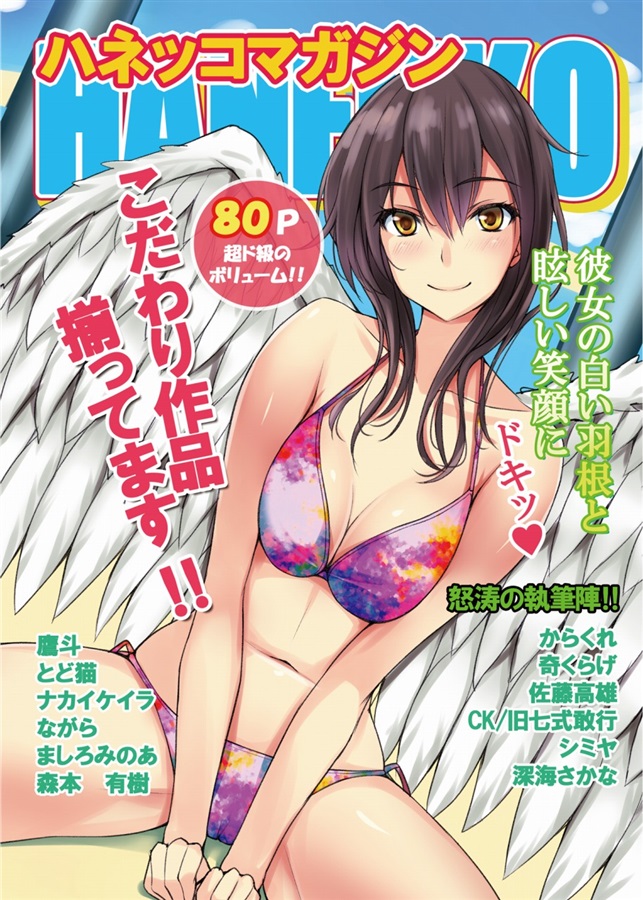 ハネッコマガジン
HANEKKO
80P
超ド級の
ボリューム!!
こだわり作品
揃ってます!!
彼女の白い羽根と
眩しい笑顔に
ドキッ♥
怒涛の執筆陣!!
鷹斗
とど猫
ナカイケイラ
ながら
ましろみのあ
森本 有樹
からくれ
奇くらげ
佐藤高雄
CK/旧七式敢行
シミヤ
深海さかな